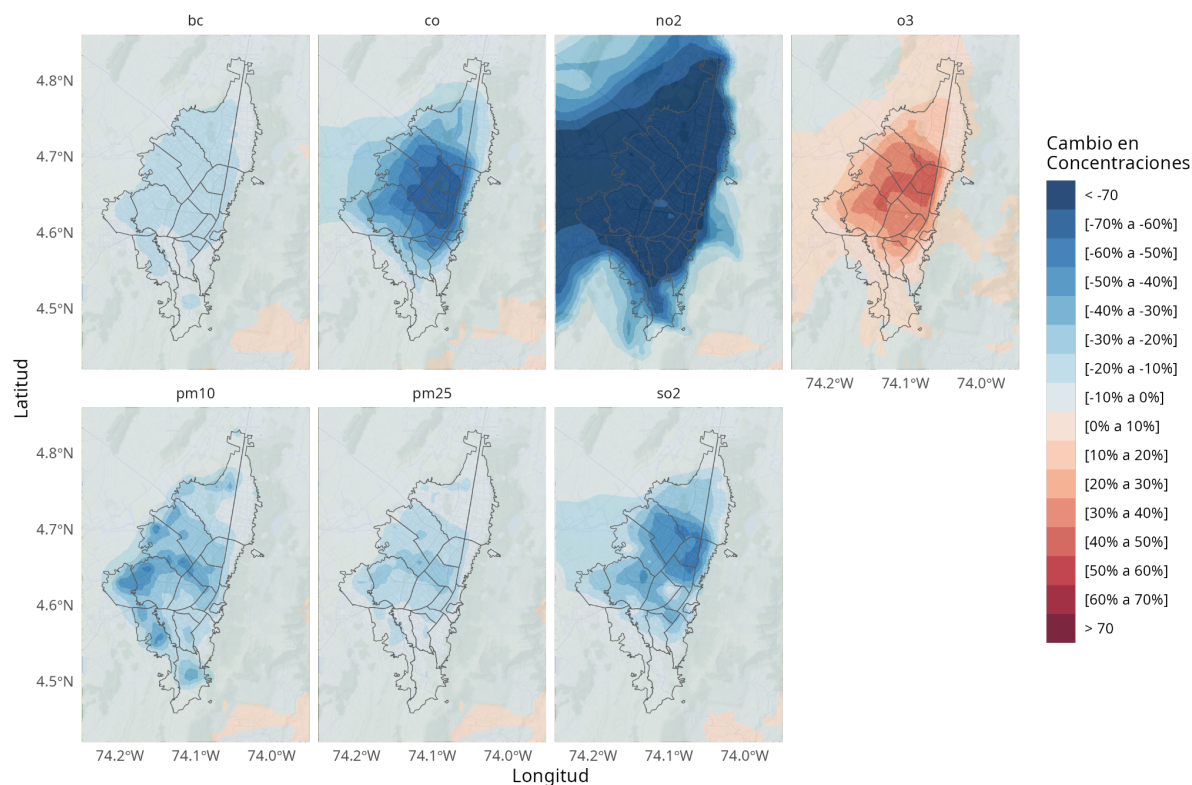 bc
co
no2
o3
4.8°N
4.7°N
4.6°N
4.5°N
74.2°W
74.1°W
74.0°W
Latitud
pm10
pm25
so2
4.8°N
4.7°N
4.6°N
4.5°N
74.2°W
74.1°W
74.0°W
74.2°W
74.1°W
74.0°W
74.2°W
74.1°W
74.0°W
Longitud
Cambio en
Concentraciones
< -70
[-70% a -60%]
[-60% a -50%]
[-50% a -40%]
[-40% a -30%]
[-30% a -20%]
[-20% a -10%]
[-10% a 0%]
[0% a 10%]
[10% a 20%]
[20% a 30%]
[30% a 40%]
[40% a 50%]
[50% a 60%]
[60% a 70%]
> 70